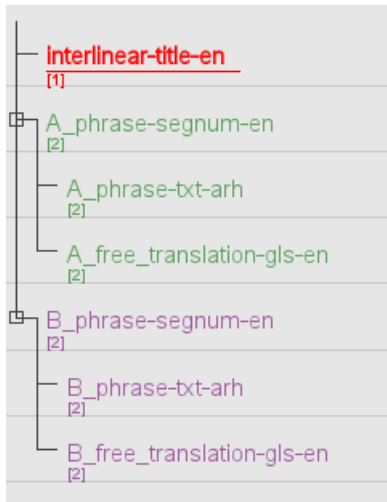 interlinear-title-en
[1]
A_phrase-segnum-en
[2]
A_phrase-txt-arh
[2]
A_free_translation-gls-en
[2]
B_phrase-segnum-en
[2]
B_phrase-txt-arh
[2]
B_free_translation-gls-en
[2]